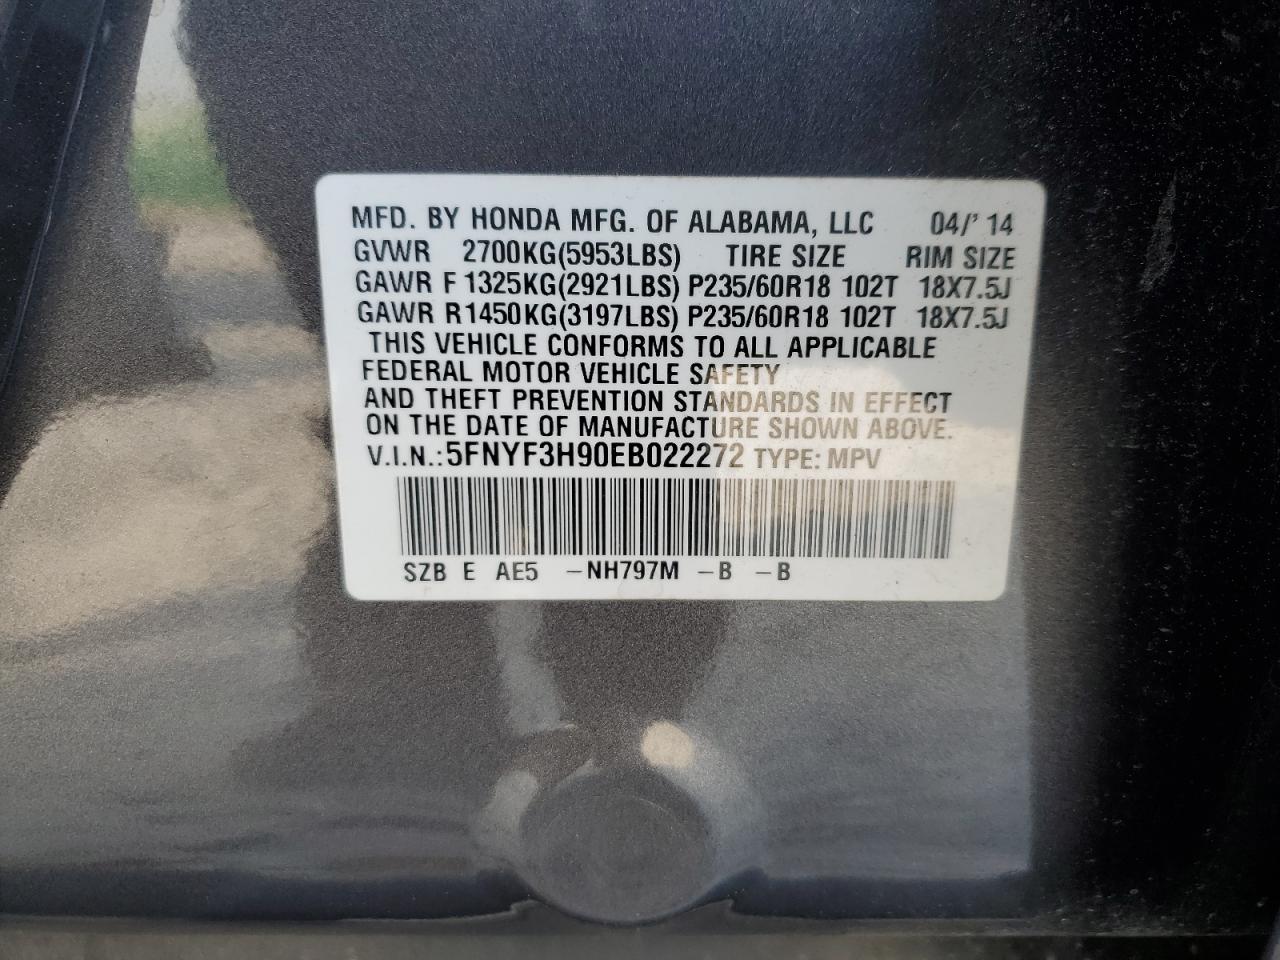 MFD. BY HONDA MFG. OF ALABAMA, LLC 04/'14
GVWR 2700KG(5953LBS) TIRE SIZE RIM SIZE
GAWR F 1325KG(2921LBS) P235/60R18 102T 18X7.5J
GAWR R1450KG(3197LBS) P235/60R18 102T 18X7.5J
THIS VEHICLE CONFORMS TO ALL APPLICABLE
FEDERAL MOTOR VEHICLE SAFETY
AND THEFT PREVENTION STANDARDS IN EFFECT
ON THE DATE OF MANUFACTURE SHOWN ABOVE.
V.I.N.:5FNYF3H90EB022272 TYPE: MPV
SZB E AE5 -NH797M -B -B